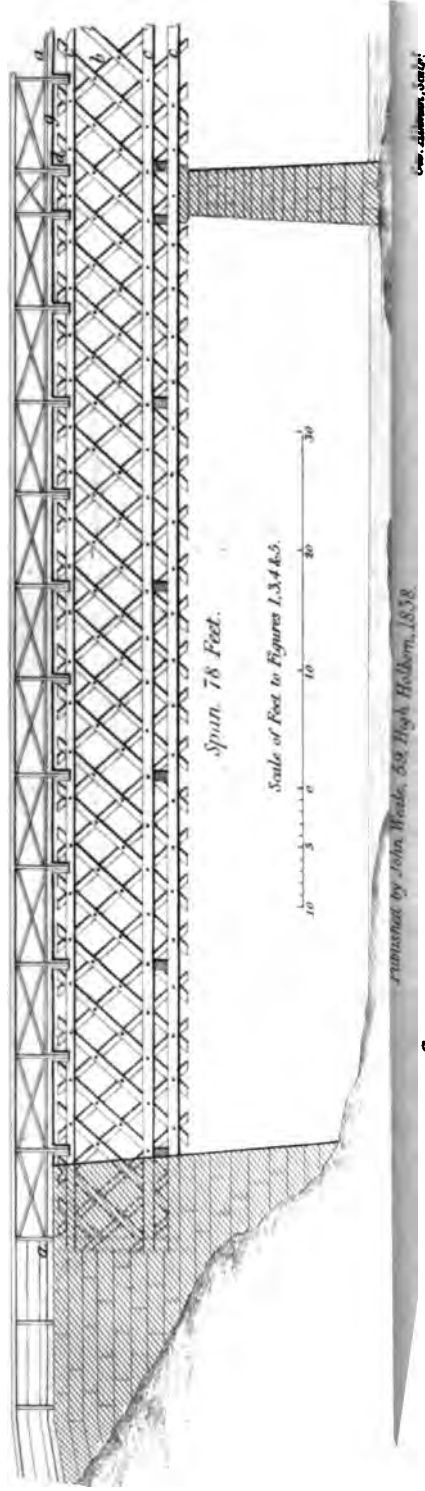 a
g
d
b
c
c
a
Span. 78 Feet.
Scale of Feet to Figures 1,3,4 & 5.
10 5 0 10 20 30
Published by John Weale, 59, High Holborn, 1838.